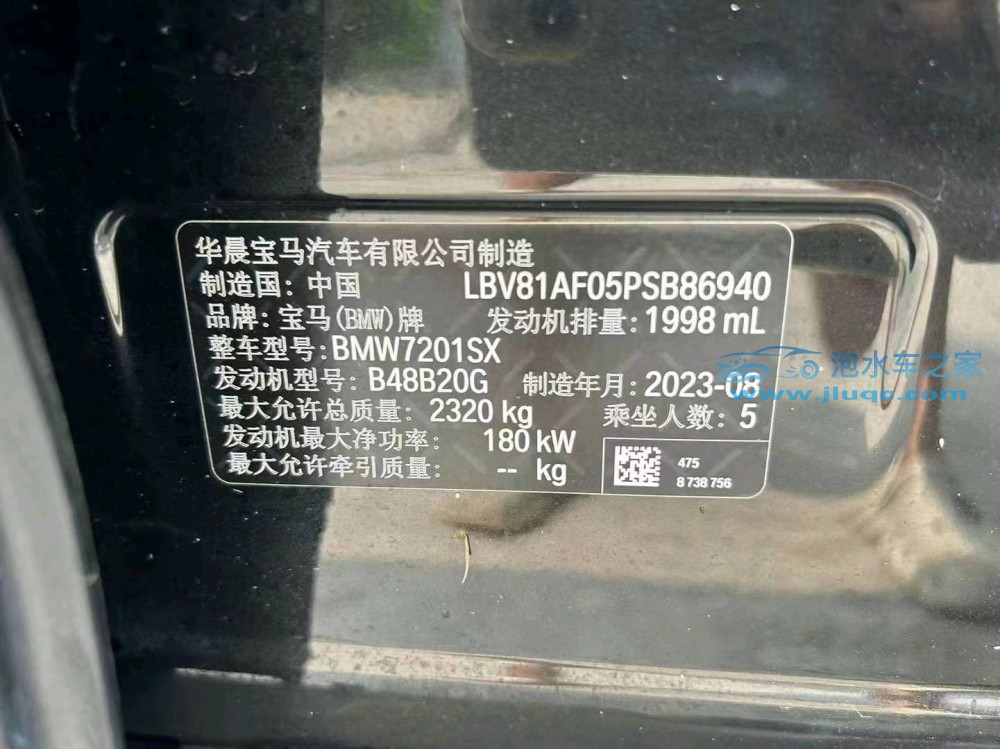 华晨宝马汽车有限公司制造
制造国：中国 LBV81AF05PSB86940
品牌：宝马(BMW)牌 发动机排量：1998 mL
整车型号：BMW7201SX
发动机型号：B48B20G 制造年月：2023-08
最大允许总质量：2320 kg 乘坐人数：5
发动机最大净功率：180 kW
最大允许牵引质量：-- kg
475
8 738 756
泡水车之家
www.jluqc.com